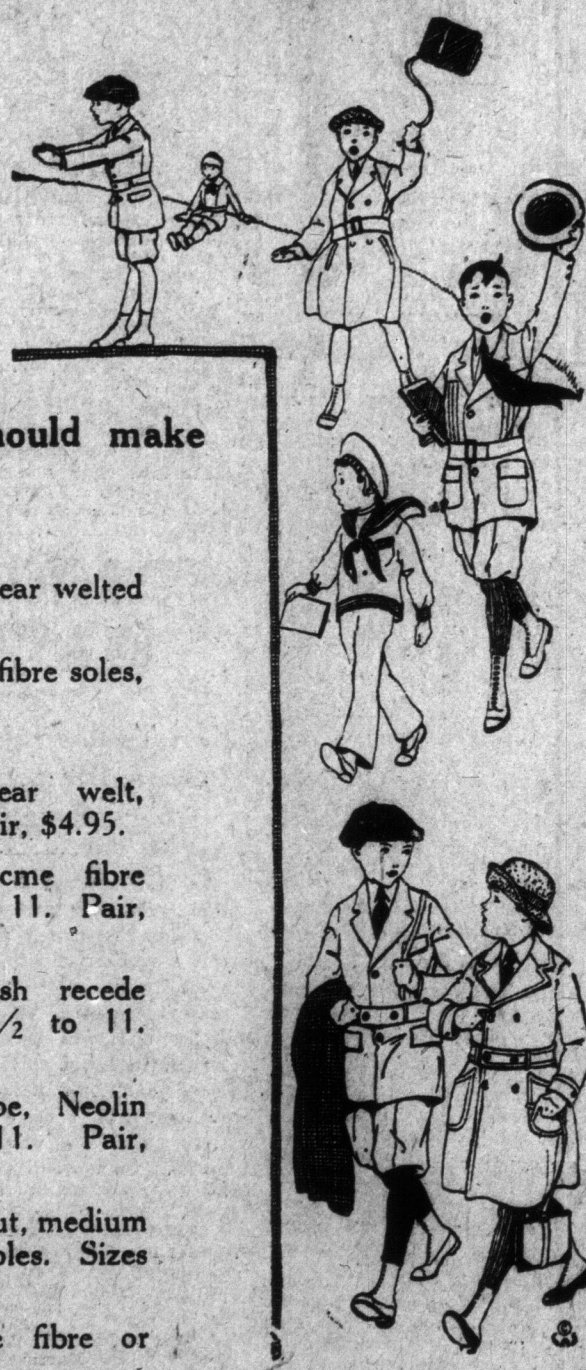 hould make
ear welted
fibre soles,
ear welt,
ir, $4.95.
cme fibre
11. Pair,
sh recede
½ to 11.
oe, Neolin
11. Pair,
ut, medium
oles. Sizes
e fibre or